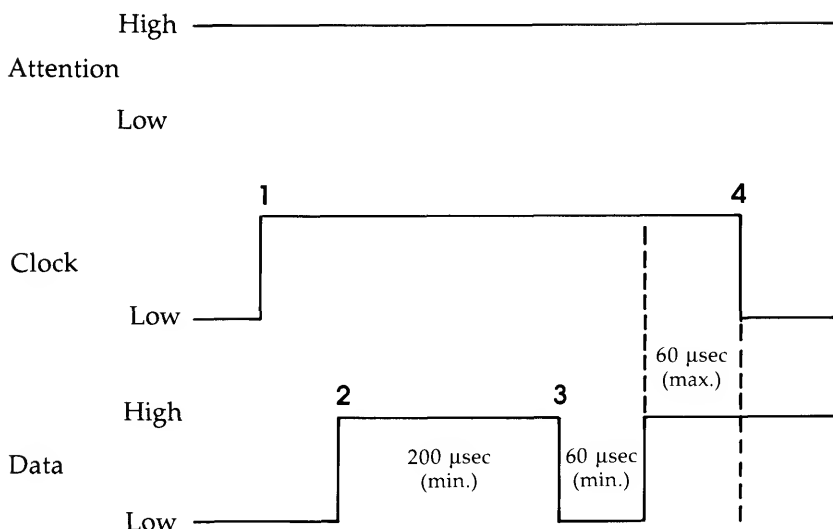 High
Attention
Low
1
4
Clock
Low
60 μsec
(max.)
2
3
High
200 μsec
(min.)
60 μsec
(min.)
Data
Low